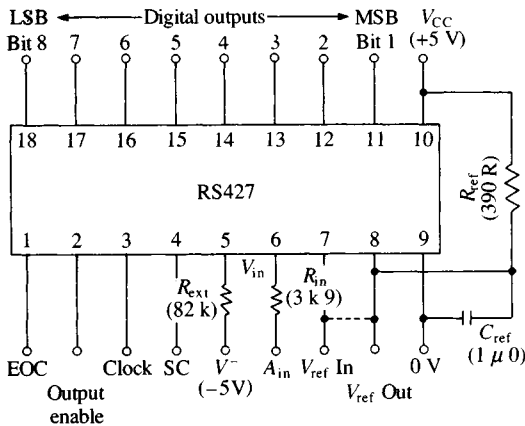 LSB Digital outputs MSB V_CC
Bit 8 7 6 5 4 3 2 Bit 1 (+5 V)
18 17 16 15 14 13 12 11 10
RS427
R_ref
(390 R)
1 2 3 4 5 6 7 8 9
V_in
R_ext
(82 k)
R_in
(3 k 9)
C_ref
(1 μ 0)
EOC Output enable Clock SC V⁻ (−5V) A_in V_ref In V_ref Out 0 V